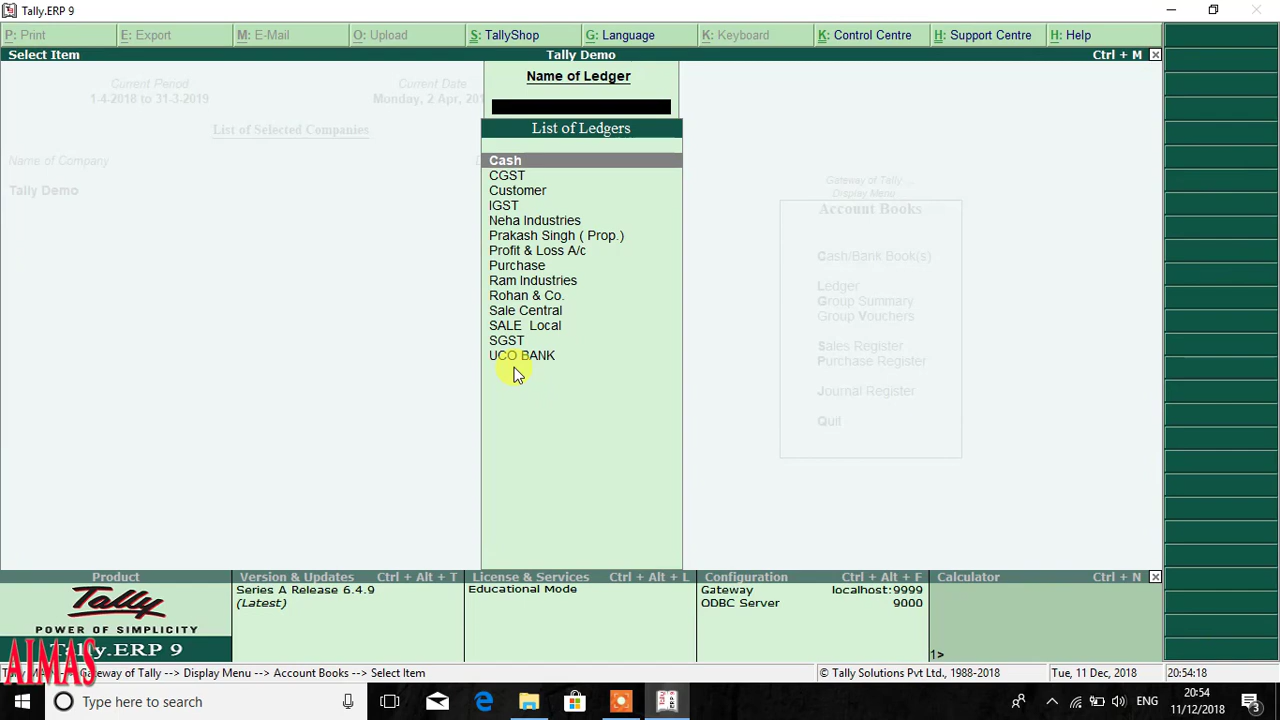 Tally.ERP 9
P: Print
E: Export
M: E-Mail
O: Upload
S: TallyShop
G: Language
K: Keyboard
K: Control Centre
H: Support Centre
H: Help
Select Item
Tally Demo
Ctrl + M
Current Period
1-4-2018 to 31-3-2019
Current Date
Monday, 2 Apr, 201
List of Selected Companies
Name of Company
Tally Demo
Name of Ledger
List of Ledgers
Cash
CGST
Customer
IGST
Neha Industries
Prakash Singh ( Prop.)
Profit & Loss A/c
Purchase
Ram Industries
Rohan & Co.
Sale Central
SALE Local
SGST
UCO BANK
Gateway of Tally ...
Display Menu
Account Books
Cash/Bank Book(s)
Ledger
Group Summary
Group Vouchers
Sales Register
Purchase Register
Journal Register
Quit
Product
Tally
POWER OF SIMPLICITY
Tally.ERP 9
AIMAS
Version & Updates Ctrl + Alt + T
Series A Release 6.4.9
(Latest)
License & Services Ctrl + Alt + L
Educational Mode
Configuration Ctrl + Alt + F
Gateway localhost:9999
ODBC Server 9000
Calculator Ctrl + N
1>
Gateway of Tally --> Display Menu --> Account Books --> Select Item
© Tally Solutions Pvt Ltd., 1988-2018
Tue, 11 Dec, 2018
20:54:18
Type here to search
ENG
20:54
11/12/2018
3